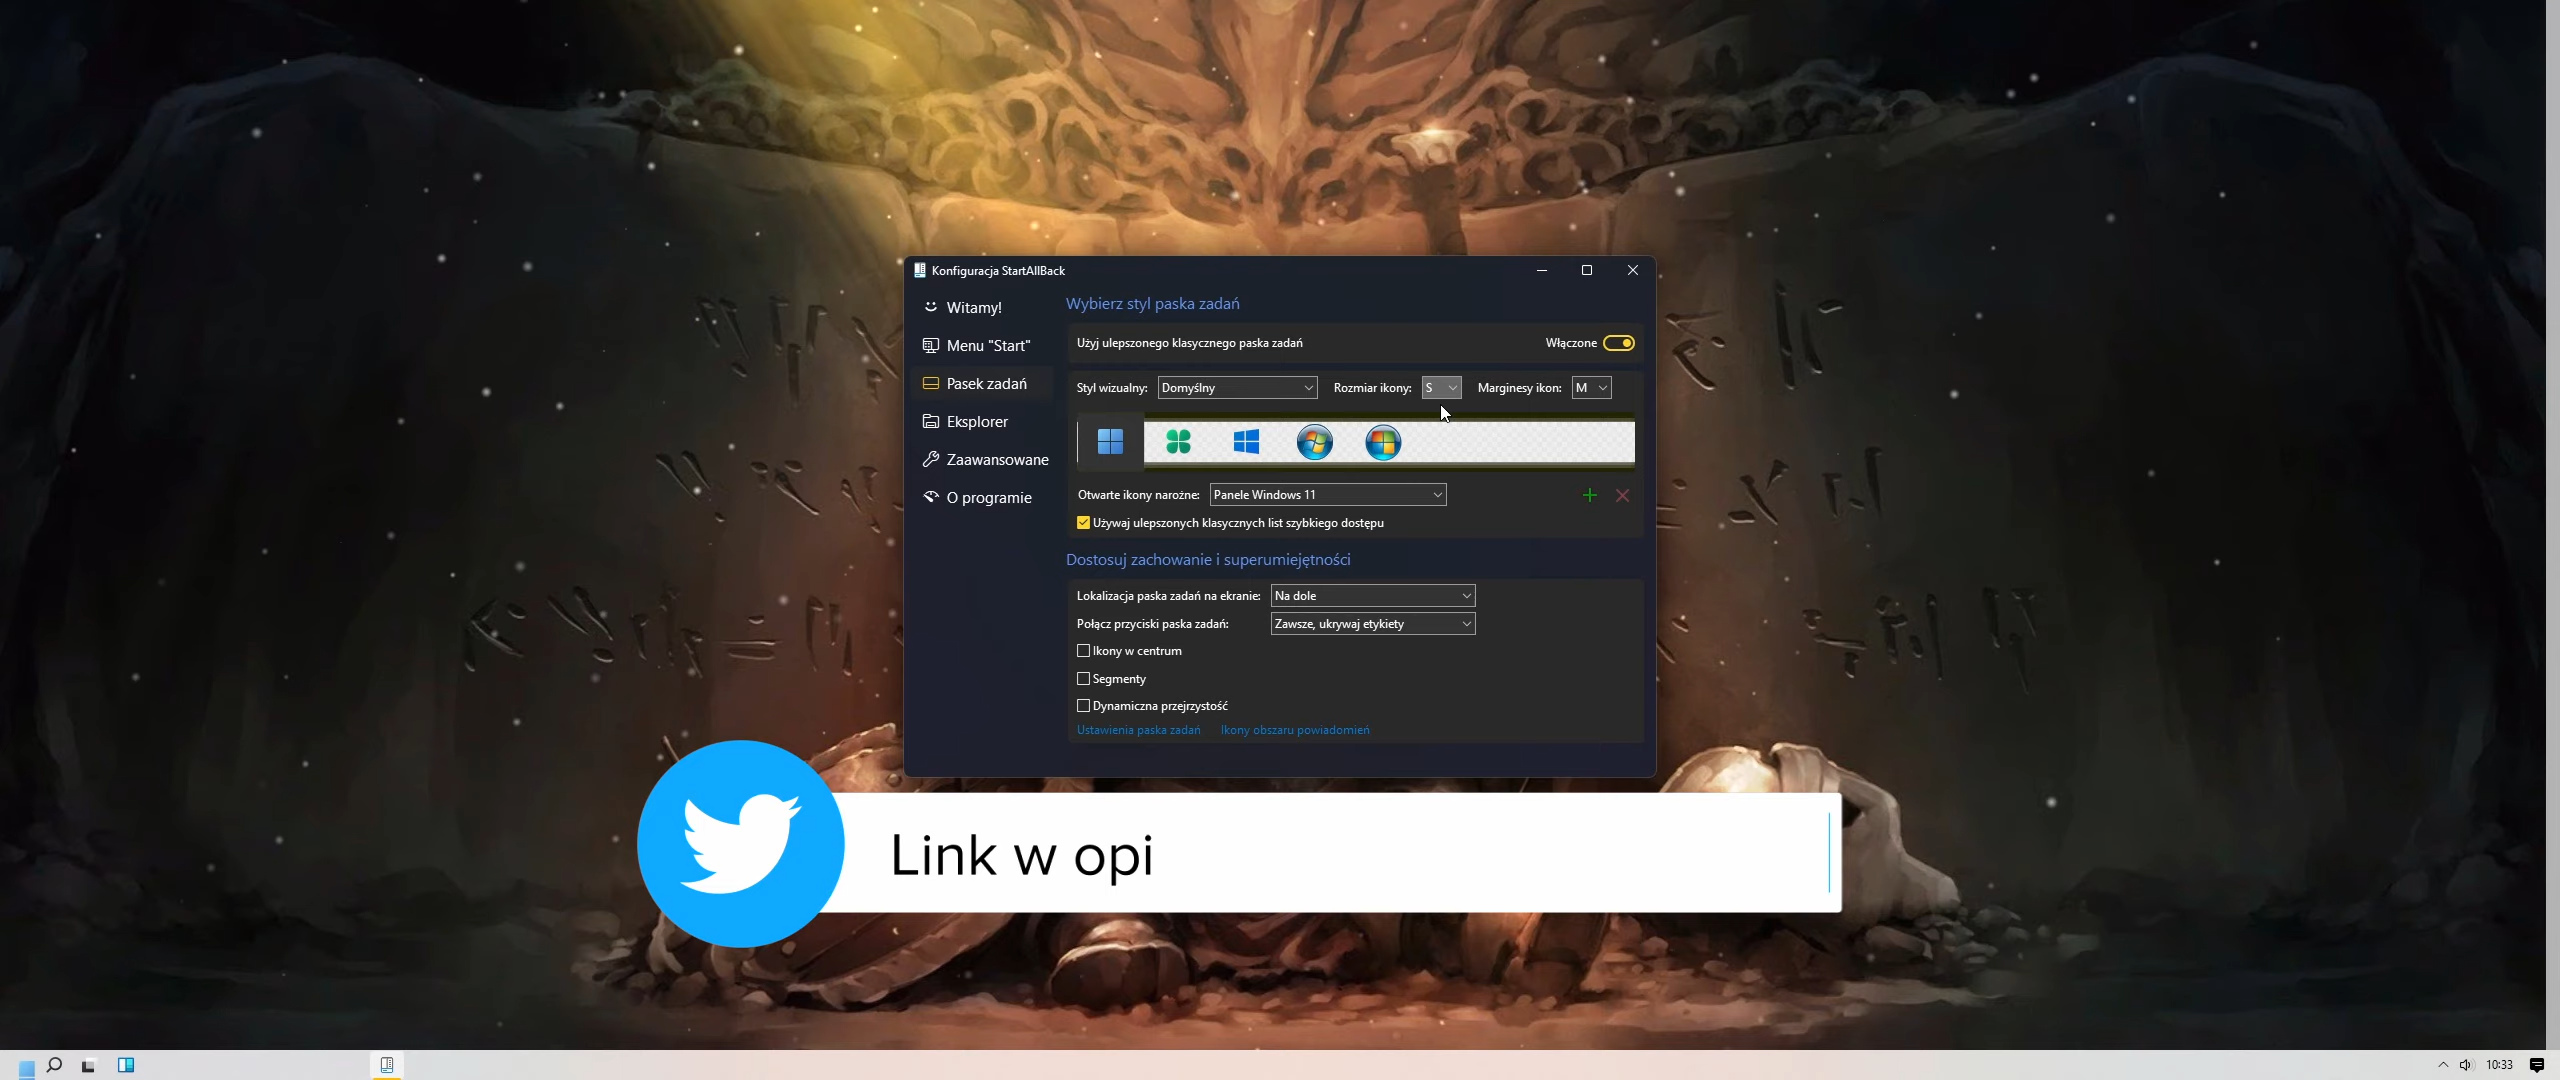 Konfiguracja StartAllBack
Witamy!
Menu "Start"
Pasek zadań
Eksplorer
Zaawansowane
O programie
Wybierz styl paska zadań
Użyj ulepszonego klasycznego paska zadań
Włączone
Styl wizualny: Domyślny
Rozmiar ikony: S
Marginesy ikon: M
Otwarte ikony narożne: Panele Windows 11
Używaj ulepszonych klasycznych list szybkiego dostępu
Dostosuj zachowanie i superumiejętności
Lokalizacja paska zadań na ekranie: Na dole
Połącz przyciski paska zadań: Zawsze, ukrywaj etykiety
Ikony w centrum
Segmenty
Dynamiczna przejrzystość
Ustawienia paska zadań Ikony obszaru powiadomień
Link w opi
10:33